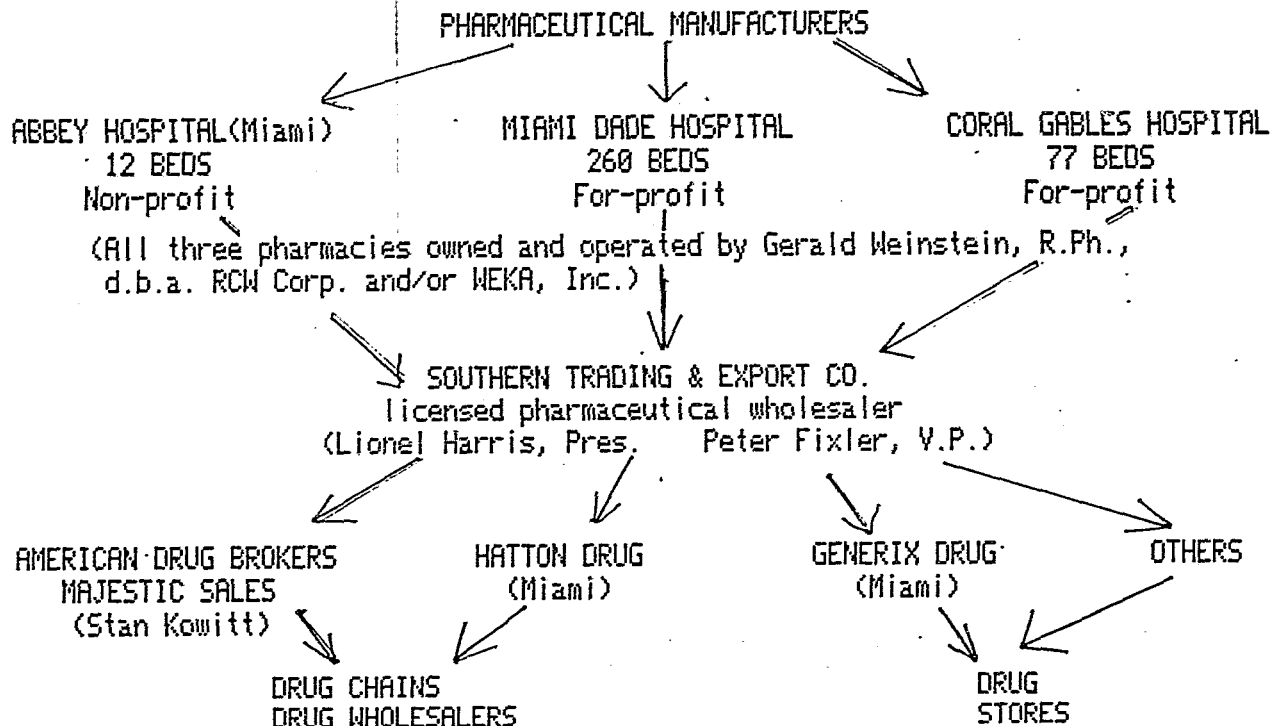 PHARMACEUTICAL MANUFACTURERS
ABBEY HOSPITAL(Miami)
12 BEDS
Non-profit
MIAMI DADE HOSPITAL
260 BEDS
For-profit
CORAL GABLES HOSPITAL
77 BEDS
For-profit
(All three pharmacies owned and operated by Gerald Weinstein, R.Ph.,
d.b.a. RCW Corp. and/or WEKA, Inc.)
SOUTHERN TRADING & EXPORT CO.
licensed pharmaceutical wholesaler
(Lionel Harris, Pres. Peter Fixler, V.P.)
AMERICAN DRUG BROKERS
MAJESTIC SALES
(Stan Kowitt)
HATTON DRUG
(Miami)
GENERIX DRUG
(Miami)
OTHERS
DRUG CHAINS
DRUG WHOLESALERS
DRUG
STORES